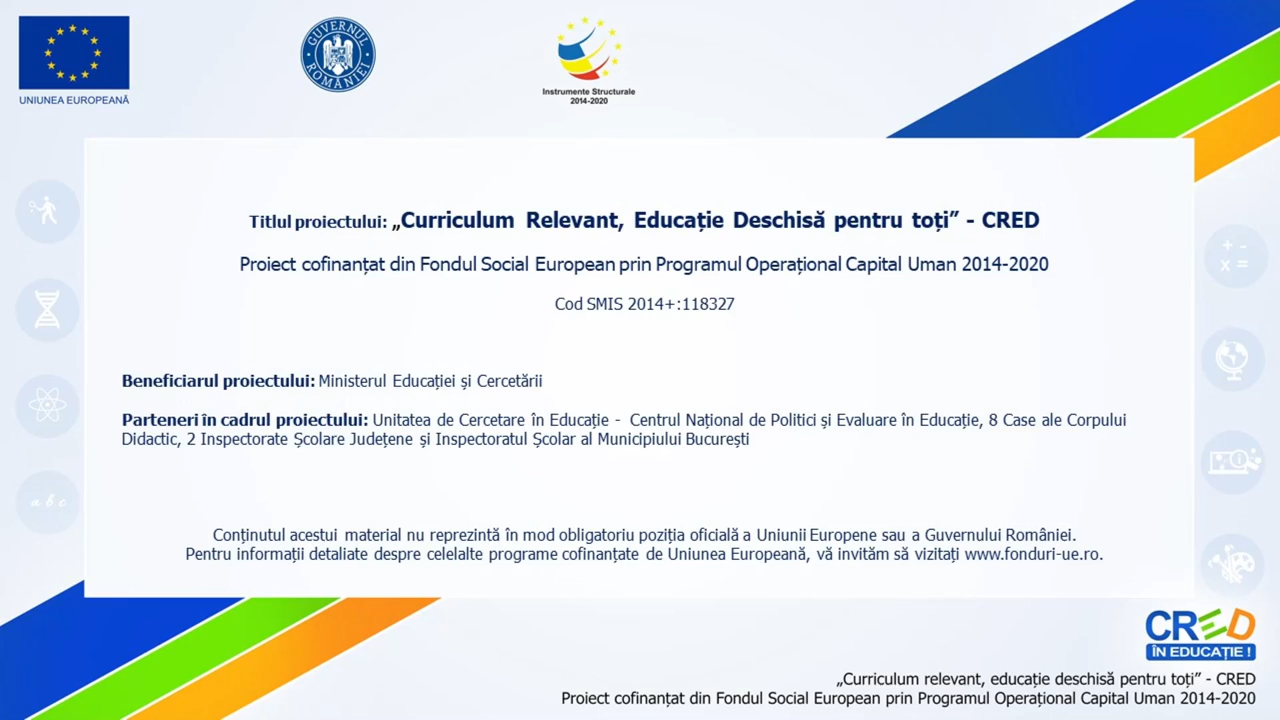 UNIUNEA EUROPEANĂ
GUVERNUL ROMÂNIEI
Instrumente Structurale
2014-2020
Titlul proiectului: „Curriculum Relevant, Educație Deschisă pentru toți” - CRED
Proiect cofinanțat din Fondul Social European prin Programul Operațional Capital Uman 2014-2020
Cod SMIS 2014+:118327
Beneficiarul proiectului: Ministerul Educației și Cercetării
Parteneri în cadrul proiectului: Unitatea de Cercetare în Educație - Centrul Național de Politici și Evaluare în Educație, 8 Case ale Corpului
Didactic, 2 Inspectorate Școlare Județene și Inspectoratul Școlar al Municipiului București
Conținutul acestui material nu reprezintă în mod obligatoriu poziția oficială a Uniunii Europene sau a Guvernului României.
Pentru informații detaliate despre celelalte programe cofinanțate de Uniunea Europeană, vă invităm să vizitați www.fonduri-ue.ro.
+ -
x =
a b c
CRED
ÎN EDUCAȚIE !
„Curriculum relevant, educație deschisă pentru toți” - CRED
Proiect cofinanțat din Fondul Social European prin Programul Operațional Capital Uman 2014-2020